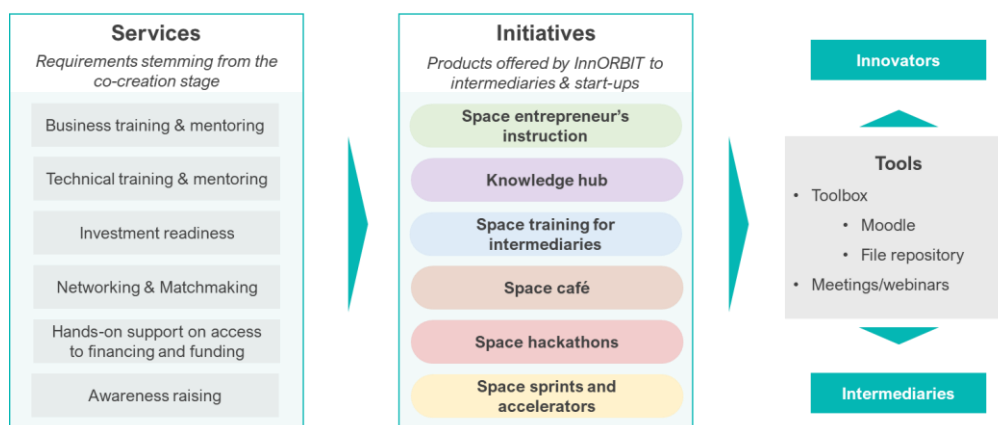 Services
Requirements stemming from the
co-creation stage
Business training & mentoring
Technical training & mentoring
Investment readiness
Networking & Matchmaking
Hands-on support on access
to financing and funding
Awareness raising
Initiatives
Products offered by InnORBIT to
intermediaries & start-ups
Space entrepreneur's
instruction
Knowledge hub
Space training for
intermediaries
Space café
Space hackathons
Space sprints and
accelerators
Innovators
Tools
• Toolbox
• Moodle
• File repository
• Meetings/webinars
Intermediaries